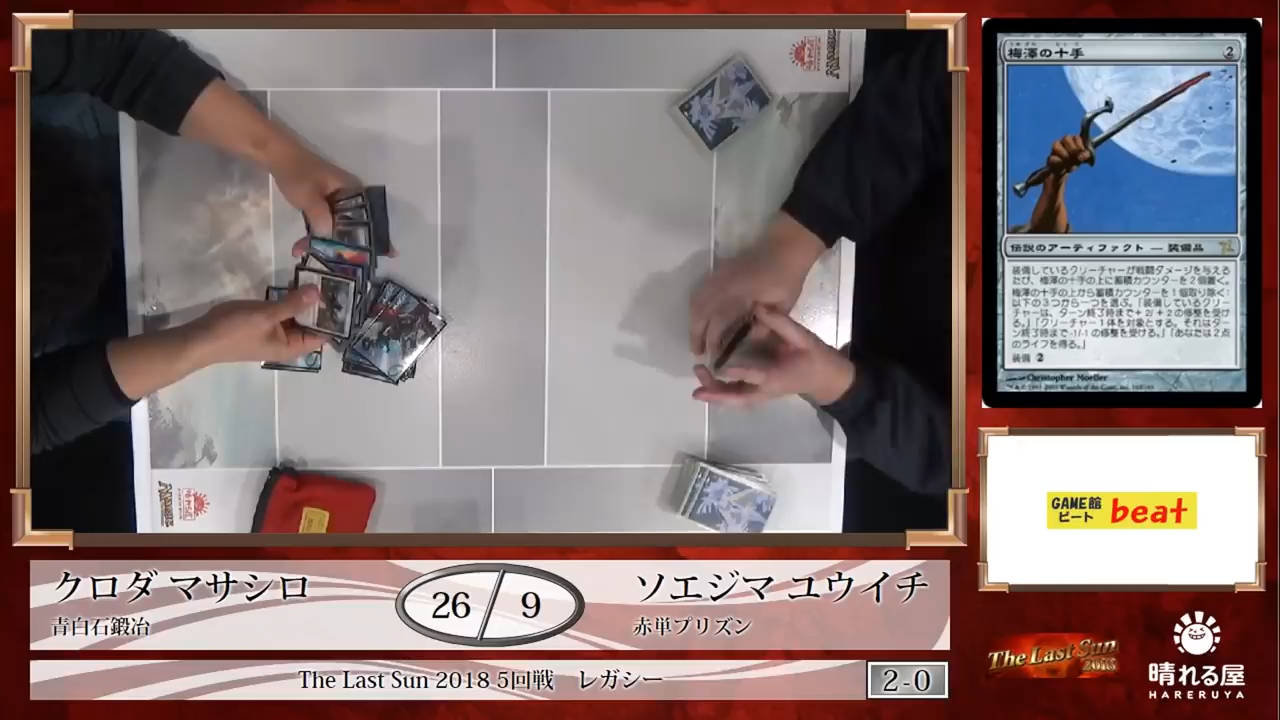 梅澤の十手
2
伝説のアーティファクト ― 装備品
装備しているクリーチャーが戦闘ダメージを与える
たび、梅澤の十手の上に蓄積カウンターを2個置く。
梅澤の十手の上から蓄積カウンターを1個取り除く:
以下の3つから一つを選ぶ。「装備しているクリー
チャーは、ターン終了時まで+2/+2の修整を受け
る。」「クリーチャー1体を対象とする。それはター
ン終了時まで-1/-1の修整を受ける。」「あなたは2点
のライフを得る。」
装備 2
Christopher Moeller
GAME館
ビート
beat
クロダ マサシロ
青白石鍛冶
26
9
ソエジマ ユウイチ
赤単プリズン
The Last Sun 2018 5回戦 レガシー
2-0
The Last Sun
2018
晴れる屋
HARERUYA